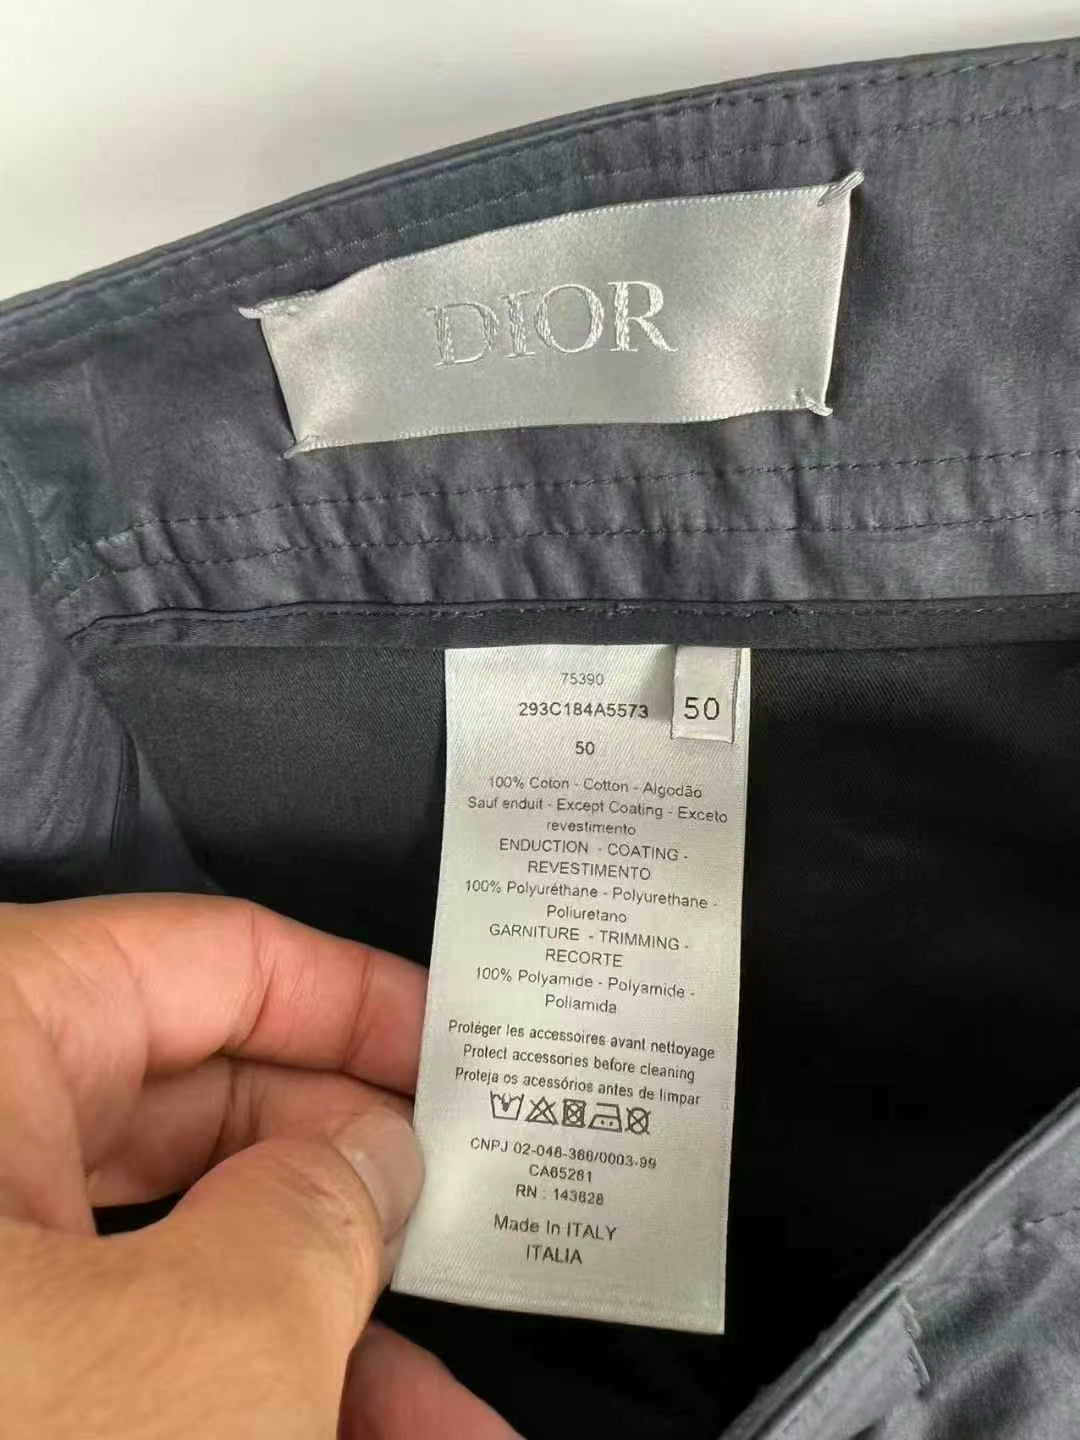 DIOR
75390
293C184A5573
50
50
100% Coton - Cotton - Algodão
Sauf enduit - Except Coating - Exceto
revestimento
ENDUCTION - COATING -
REVESTIMENTO
100% Polyuréthane - Polyurethane -
Poliuretano
GARNITURE - TRIMMING -
RECORTE
100% Polyamide - Polyamide -
Poliamida
Protéger les accessoires avant nettoyage
Protect accessories before cleaning
Proteja os acessórios antes de limpar
CNPJ 02-046-366/0003-99
CA65261
RN : 143628
Made In ITALY
ITALIA